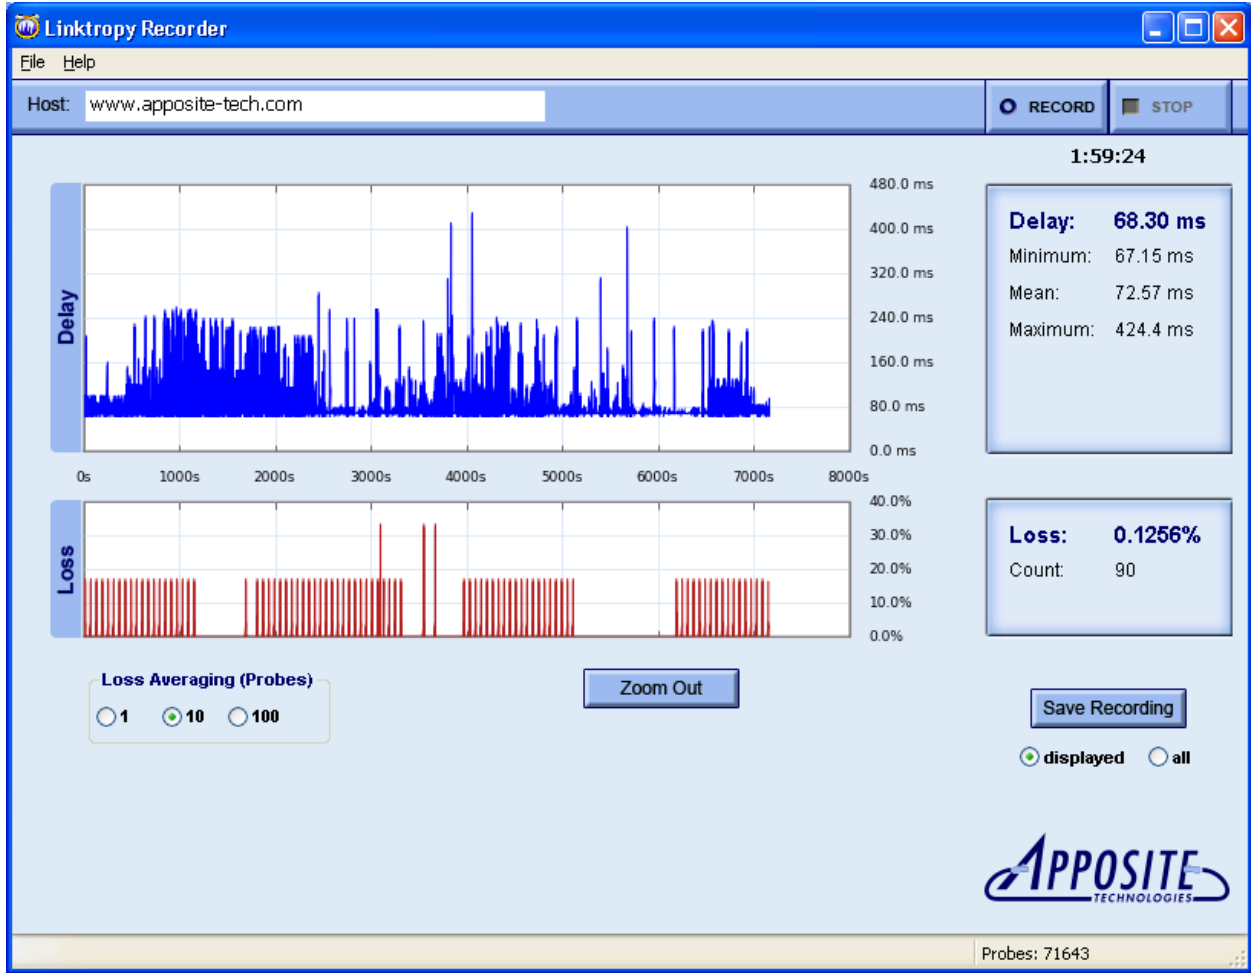 Linktropy Recorder
File Help
Host: www.apposite-tech.com
RECORD STOP
1:59:24
Delay
480.0 ms
400.0 ms
320.0 ms
240.0 ms
160.0 ms
80.0 ms
0.0 ms
0s 1000s 2000s 3000s 4000s 5000s 6000s 7000s 8000s
Delay: 68.30 ms
Minimum: 67.15 ms
Mean: 72.57 ms
Maximum: 424.4 ms
Loss
40.0%
30.0%
20.0%
10.0%
0.0%
Loss: 0.1256%
Count: 90
Loss Averaging (Probes)
1 10 100
Zoom Out
Save Recording
displayed all
APPOSITE
TECHNOLOGIES
Probes: 71643